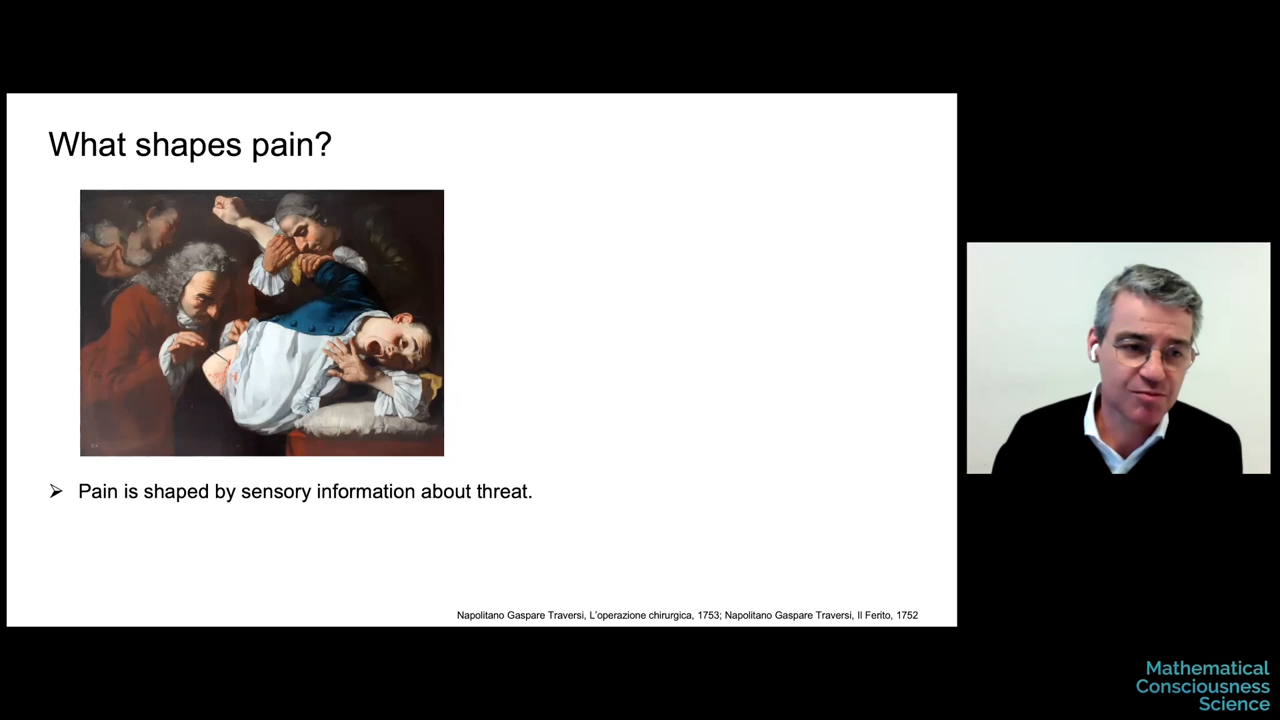 What shapes pain?
➢ Pain is shaped by sensory information about threat.
Napolitano Gaspare Traversi, L'operazione chirurgica, 1753; Napolitano Gaspare Traversi, Il Ferito, 1752
Mathematical
Consciousness
Science